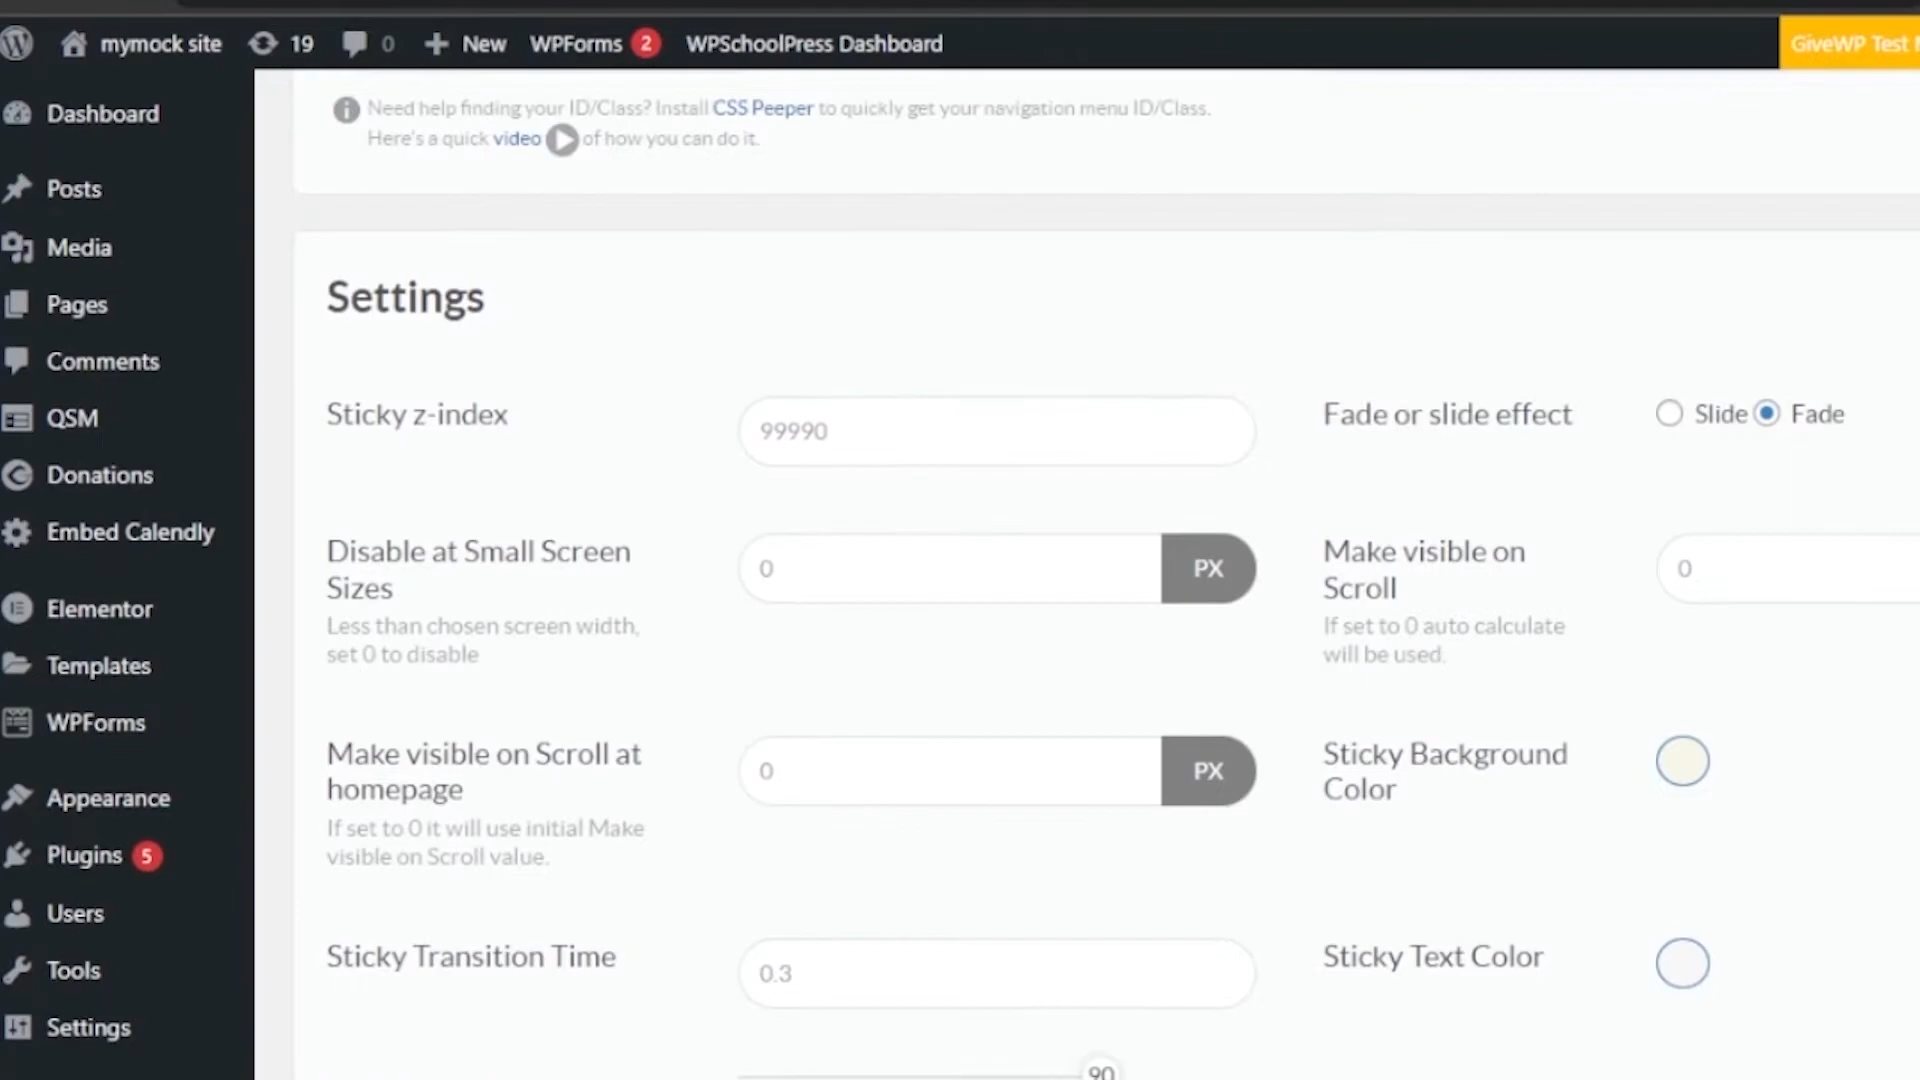 mymock site 19 0 New WPForms 2 WPSchoolPress Dashboard GiveWP Test
Dashboard
Posts
Media
Pages
Comments
QSM
Donations
Embed Calendly
Elementor
Templates
WPForms
Appearance
Plugins 5
Users
Tools
Settings
Need help finding your ID/Class? Install CSS Peeper to quickly get your navigation menu ID/Class.
Here's a quick video of how you can do it.
Settings
Sticky z-index
99990
Fade or slide effect
Slide Fade
Disable at Small Screen
Sizes
Less than chosen screen width,
set 0 to disable
0 PX
Make visible on
Scroll
If set to 0 auto calculate
will be used.
0
Make visible on Scroll at
homepage
If set to 0 it will use initial Make
visible on Scroll value.
0 PX
Sticky Background
Color
Sticky Transition Time
0.3
Sticky Text Color
90